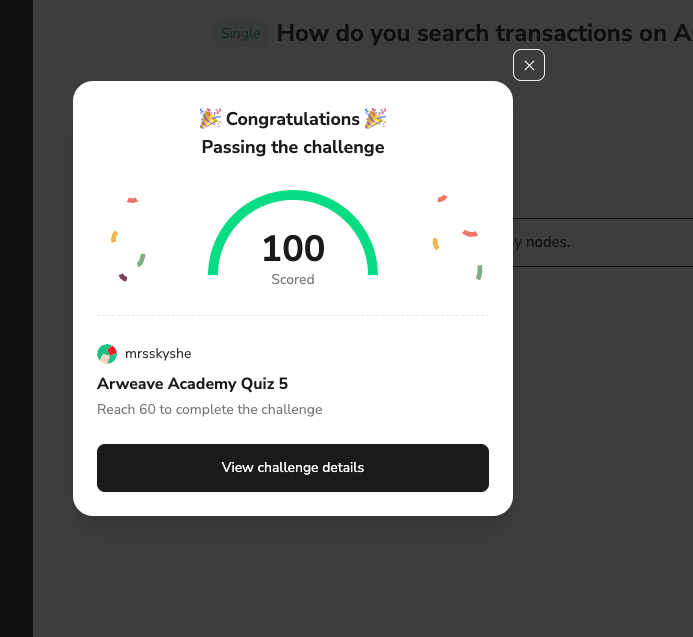 Single How do you search transactions on A
🎉 Congratulations 🎉
Passing the challenge
100
Scored
y nodes.
mrsskyshe
Arweave Academy Quiz 5
Reach 60 to complete the challenge
View challenge details